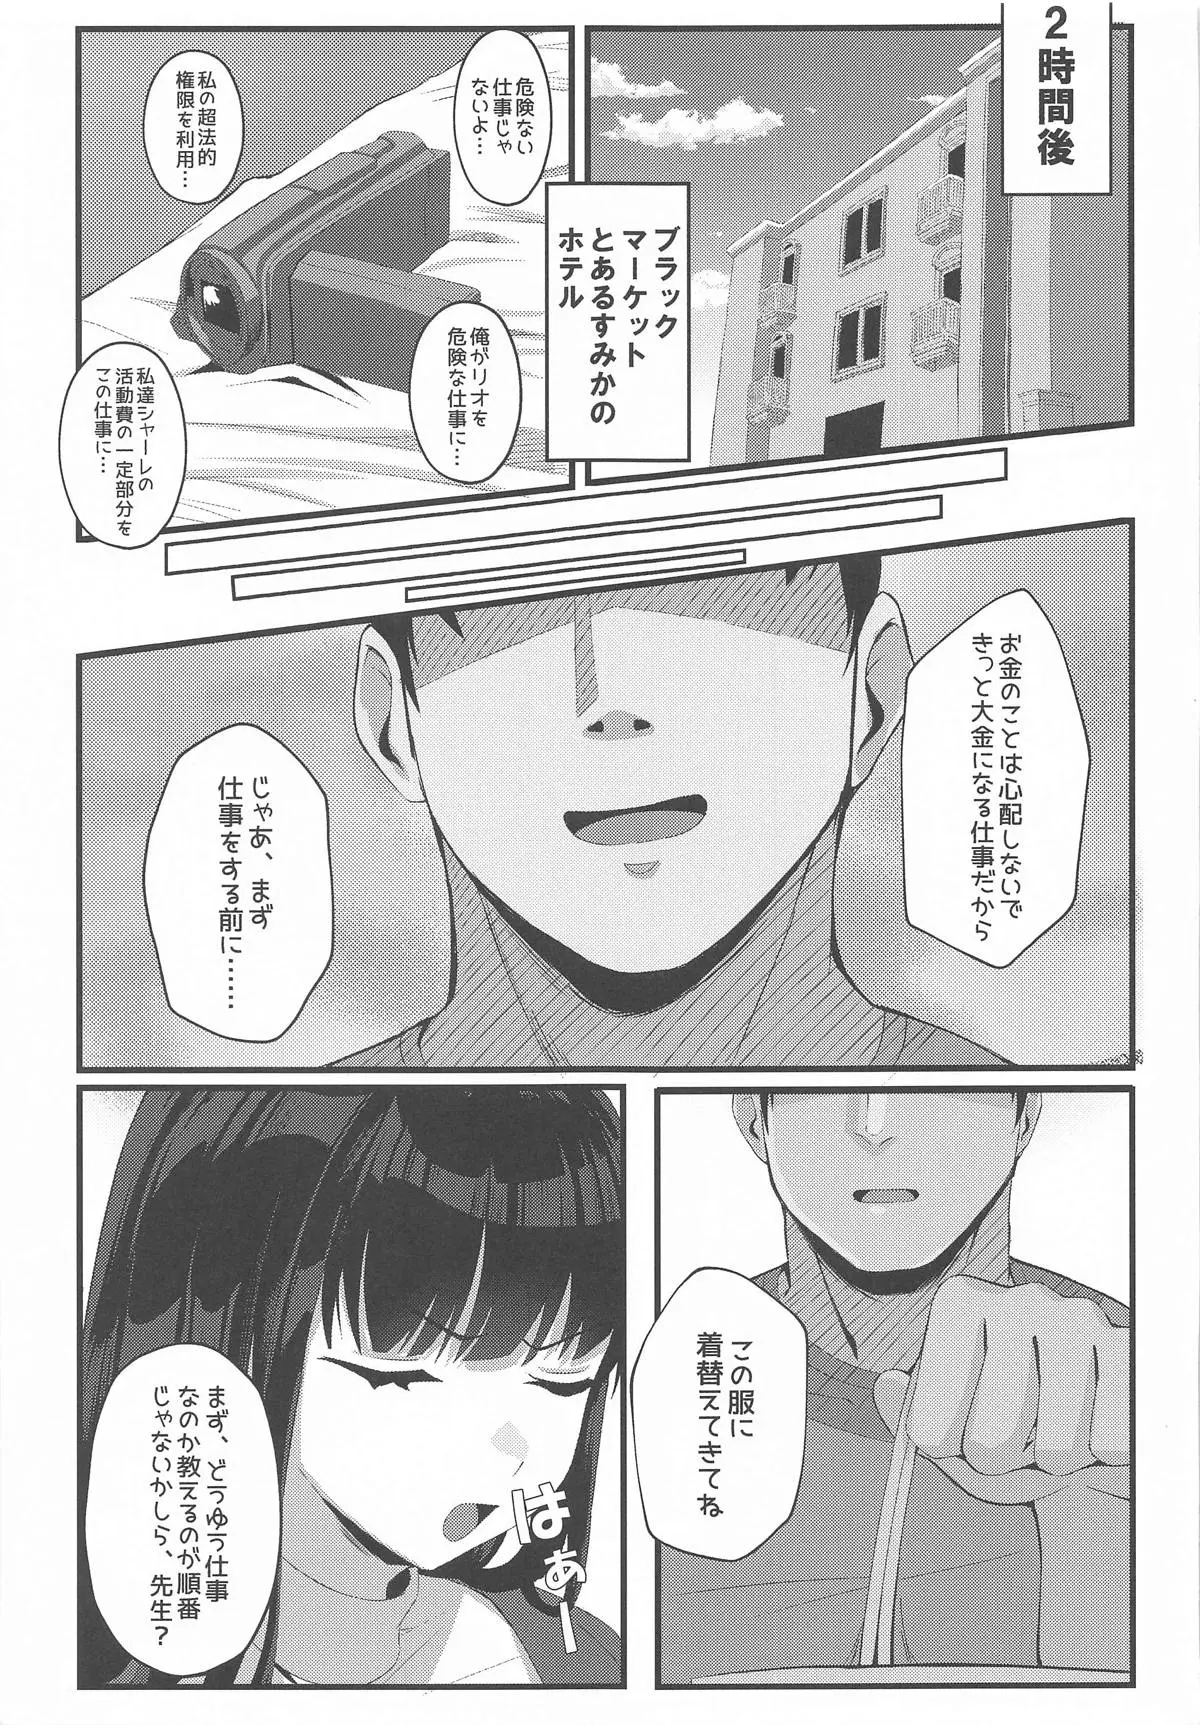 2時間後
ブラック
マーケット
とあるすみかの
ホテル
危険ない
仕事じゃ
ないよ…
私の超法的
権限を利用…
俺がリオを
危険な仕事に…
私達シャーレの
活動費の一定部分を
この仕事に…
お金のことは心配しないで
きっと大金になる仕事だから
じゃあ、まず
仕事をする前に……
この服に
着替えてきてね
はぁー
まず、どうゆう仕事
なのか教えるのが順番
じゃないかしら、先生?